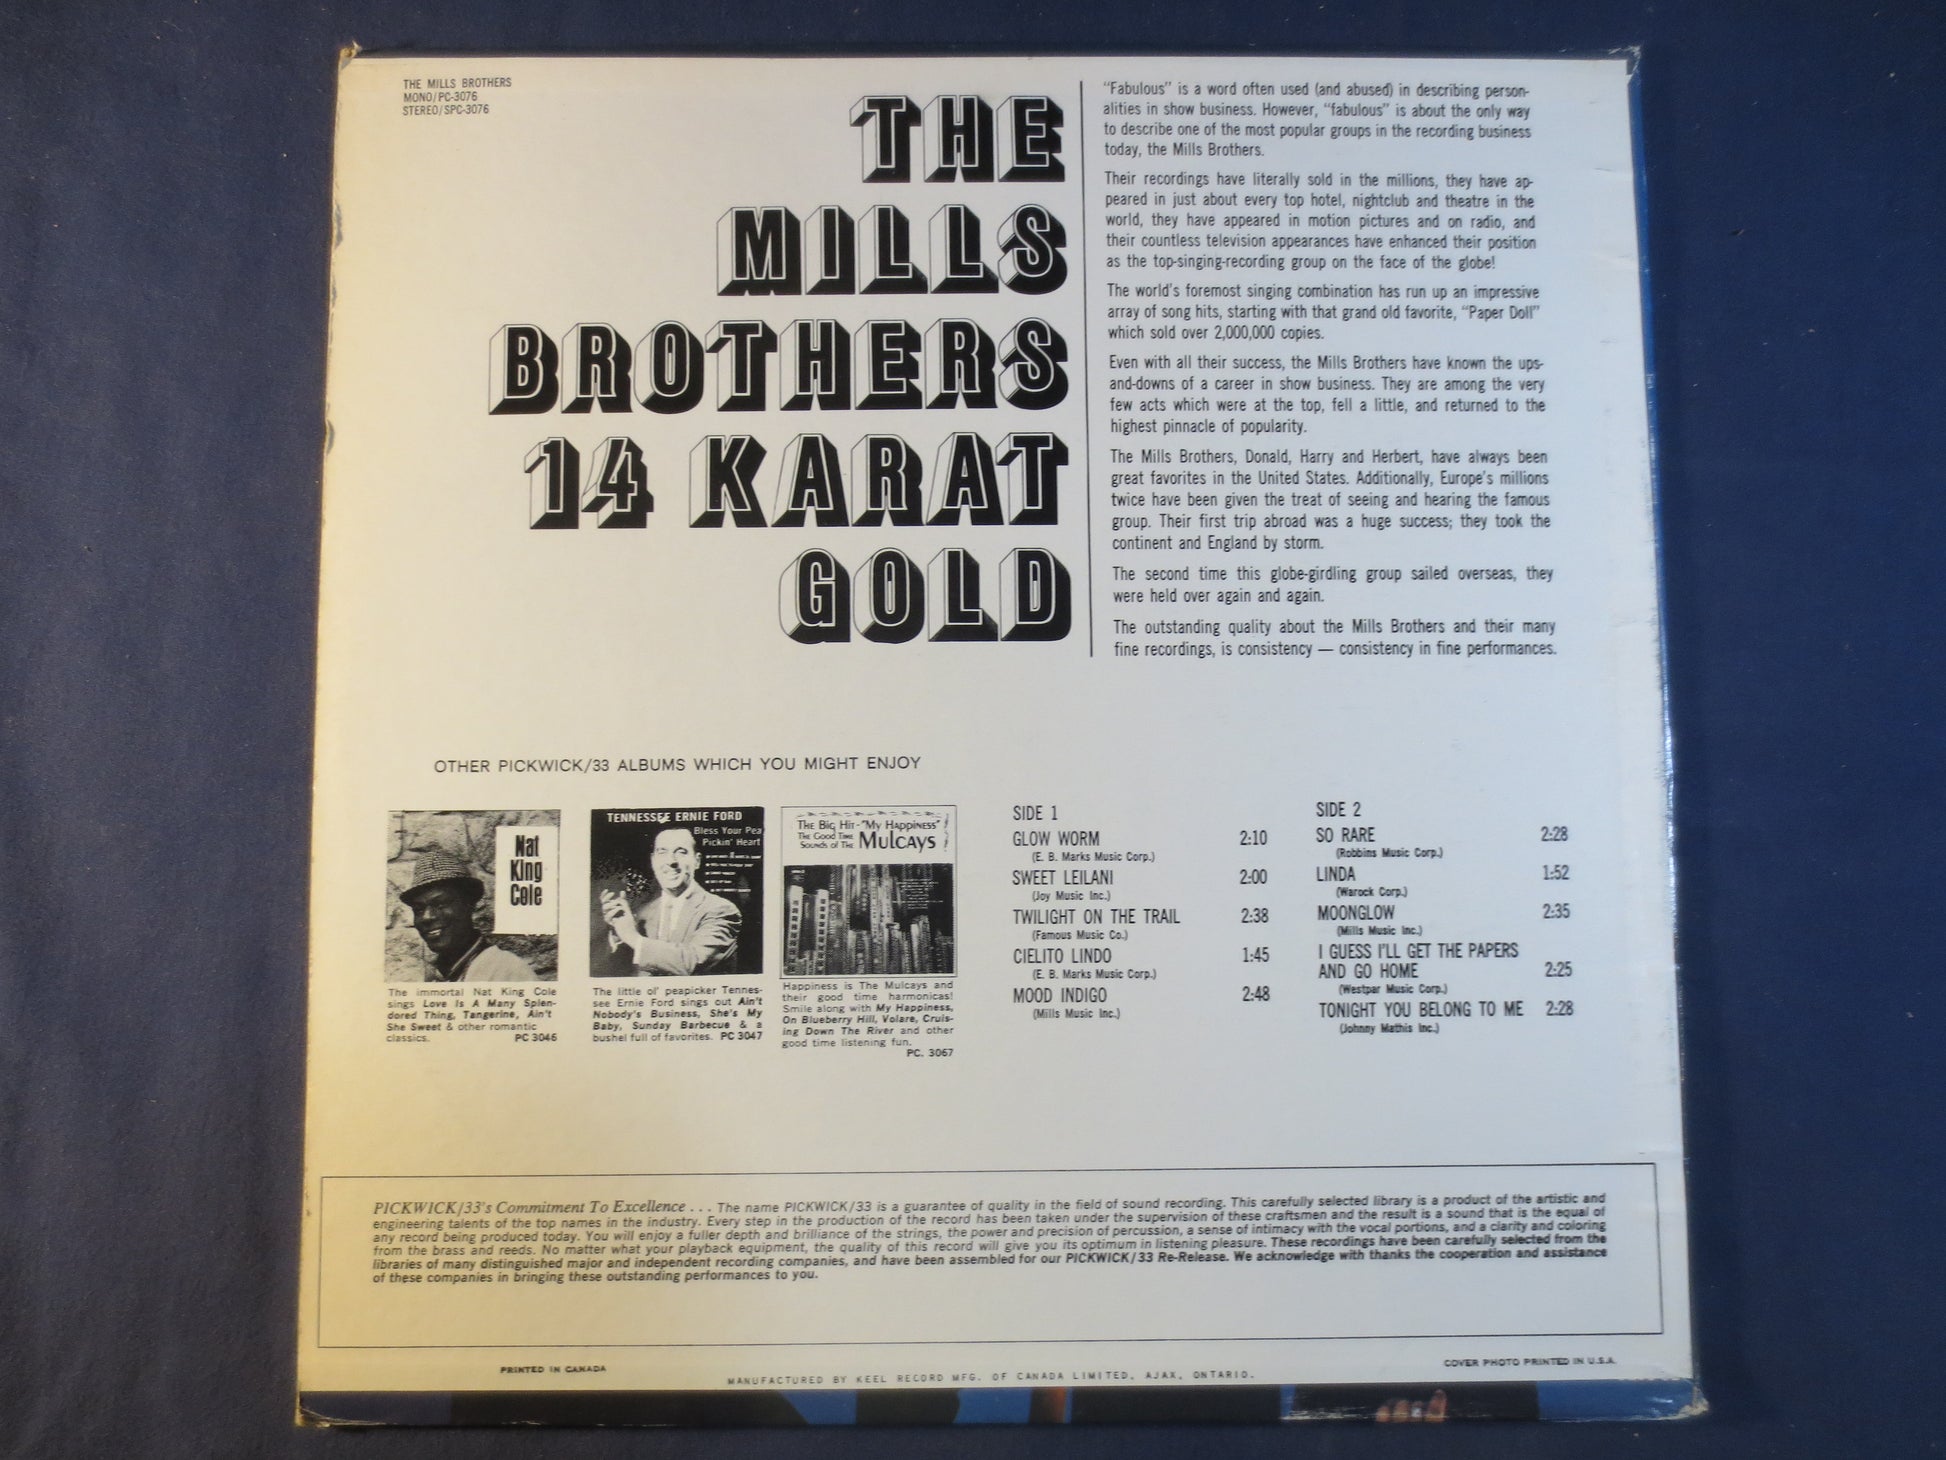 THE MILLS BROTHERS
MONO/PC-3076
STEREO/SPC-3076
THE
MILLS
BROTHERS
14 KARAT
GOLD
"Fabulous" is a word often used (and abused) in describing person-
alities in show business. However, "fabulous" is about the only way
to describe one of the most popular groups in the recording business
today, the Mills Brothers.
Their recordings have literally sold in the millions, they have ap-
peared in just about every top hotel, nightclub and theatre in the
world, they have appeared in motion pictures and on radio, and
their countless television appearances have enhanced their position
as the top-singing-recording group on the face of the globe!
The world's foremost singing combination has run up an impressive
array of song hits, starting with that grand old favorite, "Paper Doll"
which sold over 2,000,000 copies.
Even with all their success, the Mills Brothers have known the ups-
and-downs of a career in show business. They are among the very
few acts which were at the top, fell a little, and returned to the
highest pinnacle of popularity.
The Mills Brothers, Donald, Harry and Herbert, have always been
great favorites in the United States. Additionally, Europe's millions
twice have been given the treat of seeing and hearing the famous
group. Their first trip abroad was a huge success; they took the
continent and England by storm.
The second time this globe-girdling group sailed overseas, they
were held over again and again.
The outstanding quality about the Mills Brothers and their many
fine recordings, is consistency — consistency in fine performances.
OTHER PICKWICK/33 ALBUMS WHICH YOU MIGHT ENJOY
Nat
King
Cole
The immortal Nat King Cole
sings Love Is A Many Splen-
dored Thing, Tangerine, Ain't
She Sweet & other romantic
classics. PC 3046
TENNESSEE ERNIE FORD
Bless Your Pea
Pickin' Heart
The little ol' peapicker Tennes-
see Ernie Ford sings out Ain't
Nobody's Business, She's My
Baby, Sunday Barbecue & a
bushel full of favorites. PC 3047
The Big Hit-"My Happiness"
The Good Time
Sounds of The Mulcays
Happiness is The Mulcays and
their good time harmonicas!
Smile along with My Happiness,
On Blueberry Hill, Volare, Cruis-
ing Down The River and other
good time listening fun.
PC. 3067
SIDE 1
GLOW WORM 2:10
(E. B. Marks Music Corp.)
SWEET LEILANI 2:00
(Joy Music Inc.)
TWILIGHT ON THE TRAIL 2:38
(Famous Music Co.)
CIELITO LINDO 1:45
(E. B. Marks Music Corp.)
MOOD INDIGO 2:48
(Mills Music Inc.)
SIDE 2
SO RARE 2:28
(Robbins Music Corp.)
LINDA 1:52
(Warock Corp.)
MOONGLOW 2:35
(Mills Music Inc.)
I GUESS I'LL GET THE PAPERS
AND GO HOME 2:25
(Westpar Music Corp.)
TONIGHT YOU BELONG TO ME 2:28
(Johnny Mathis Inc.)
PICKWICK/33's Commitment To Excellence . . . The name PICKWICK/33 is a guarantee of quality in the field of sound recording. This carefully selected library is a product of the artistic and
engineering talents of the top names in the industry. Every step in the production of the record has been taken under the supervision of these craftsmen and the result is a sound that is the equal of
any record being produced today. You will enjoy a fuller depth and brilliance of the strings, the power and precision of percussion, a sense of intimacy with the vocal portions, and a clarity and coloring
from the brass and reeds. No matter what your playback equipment, the quality of this record will give you its optimum in listening pleasure. These recordings have been carefully selected from the
libraries of many distinguished major and independent recording companies, and have been assembled for our PICKWICK/33 Re-Release. We acknowledge with thanks the cooperation and assistance
of these companies in bringing these outstanding performances to you.
PRINTED IN CANADA
MANUFACTURED BY KEEL RECORD MFG. OF CANADA LIMITED, AJAX, ONTARIO.
COVER PHOTO PRINTED IN U.S.A.